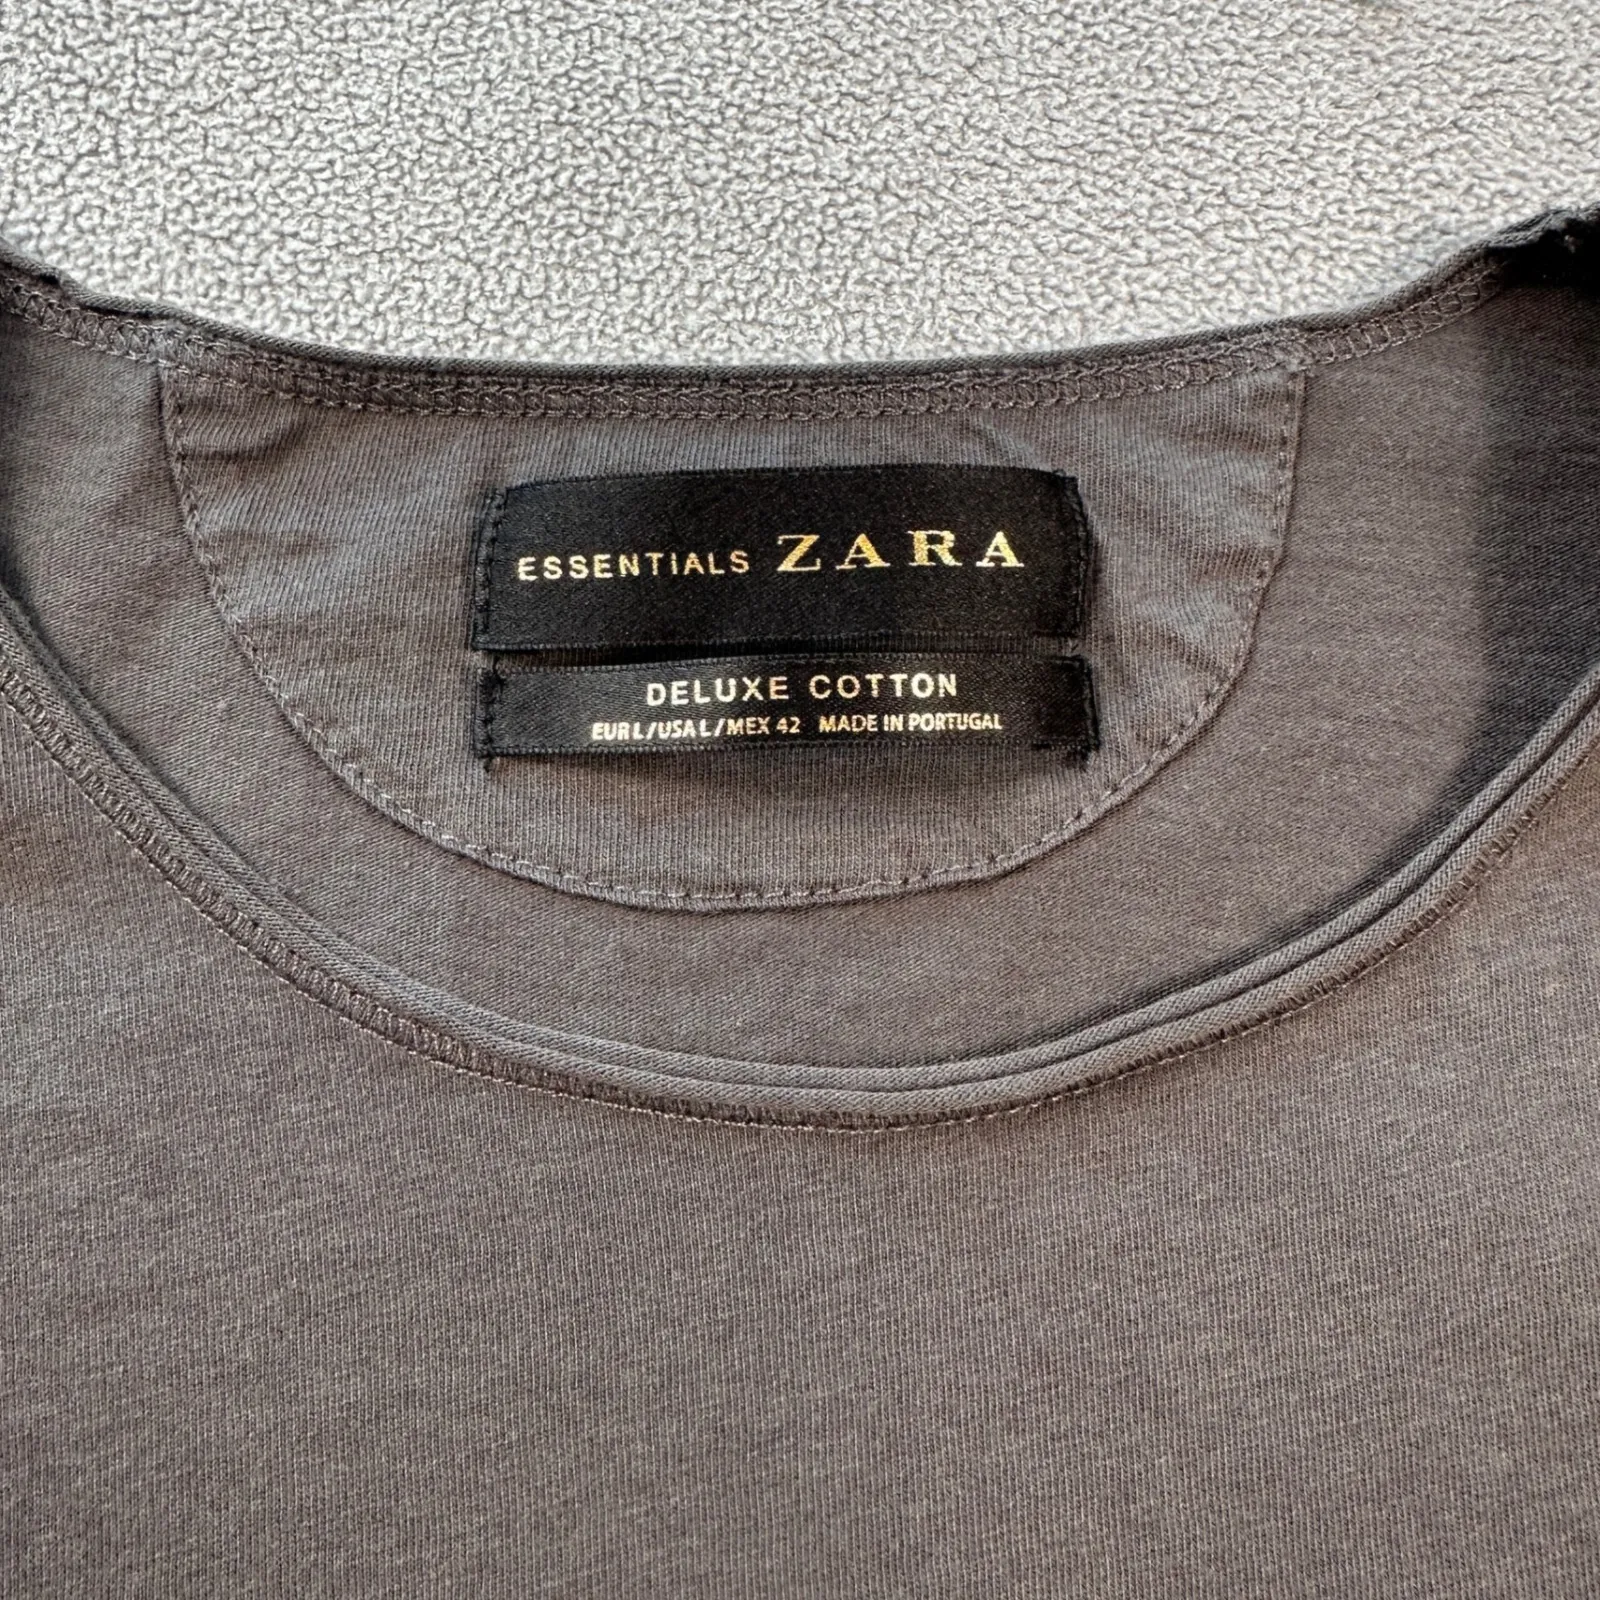 ESSENTIALS ZARA
DELUXE COTTON
EUR L/USA L/MEX 42 MADE IN PORTUGAL